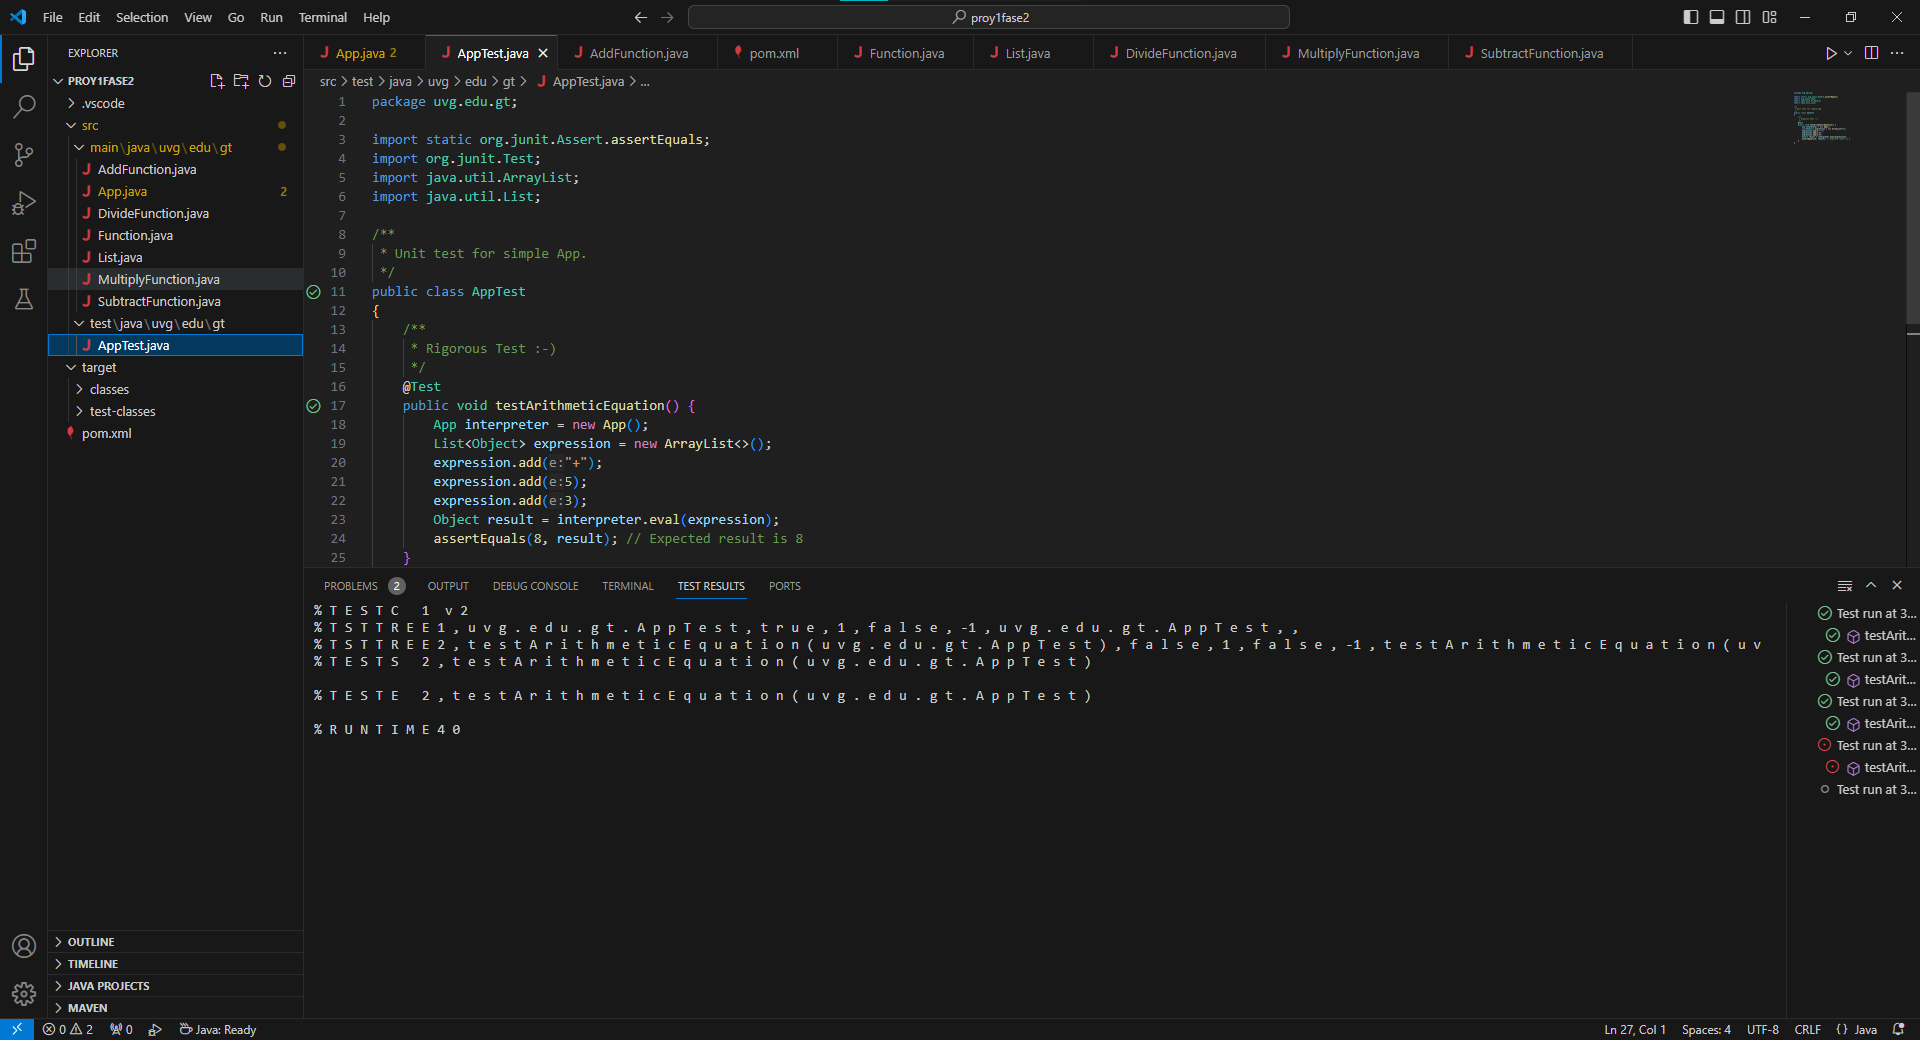 File Edit Selection View Go Run Terminal Help
proy1fase2
EXPLORER
PROY1FASE2
.vscode
src
main\java\uvg\edu\gt
AddFunction.java
App.java 2
DivideFunction.java
Function.java
List.java
MultiplyFunction.java
SubtractFunction.java
test\java\uvg\edu\gt
AppTest.java
target
classes
test-classes
pom.xml
OUTLINE
TIMELINE
JAVA PROJECTS
MAVEN
App.java 2 AppTest.java AddFunction.java pom.xml Function.java List.java DivideFunction.java MultiplyFunction.java SubtractFunction.java
src > test > java > uvg > edu > gt > AppTest.java > ...
1 package uvg.edu.gt;
2
3 import static org.junit.Assert.assertEquals;
4 import org.junit.Test;
5 import java.util.ArrayList;
6 import java.util.List;
7
8 /**
9 * Unit test for simple App.
10 */
11 public class AppTest
12 {
13 /**
14 * Rigorous Test :-)
15 */
16 @Test
17 public void testArithmeticEquation() {
18 App interpreter = new App();
19 List<Object> expression = new ArrayList<>();
20 expression.add(e:"+");
21 expression.add(e:5);
22 expression.add(e:3);
23 Object result = interpreter.eval(expression);
24 assertEquals(8, result); // Expected result is 8
25 }
PROBLEMS 2 OUTPUT DEBUG CONSOLE TERMINAL TEST RESULTS PORTS
%TESTC 1 v2
%TSTTREE1,uvg.edu.gt.AppTest,true,1,false,-1,uvg.edu.gt.AppTest,,
%TSTTREE2,testArithmeticEquation(uvg.edu.gt.AppTest),false,1,false,-1,testArithmeticEquation(uv
%TESTS 2,testArithmeticEquation(uvg.edu.gt.AppTest)
%TESTE 2,testArithmeticEquation(uvg.edu.gt.AppTest)
%RUNTIME40
Test run at 3...
testArit...
Test run at 3...
testArit...
Test run at 3...
testArit...
Test run at 3...
testArit...
Test run at 3...
0 2 0 Java: Ready
Ln 27, Col 1 Spaces: 4 UTF-8 CRLF {} Java